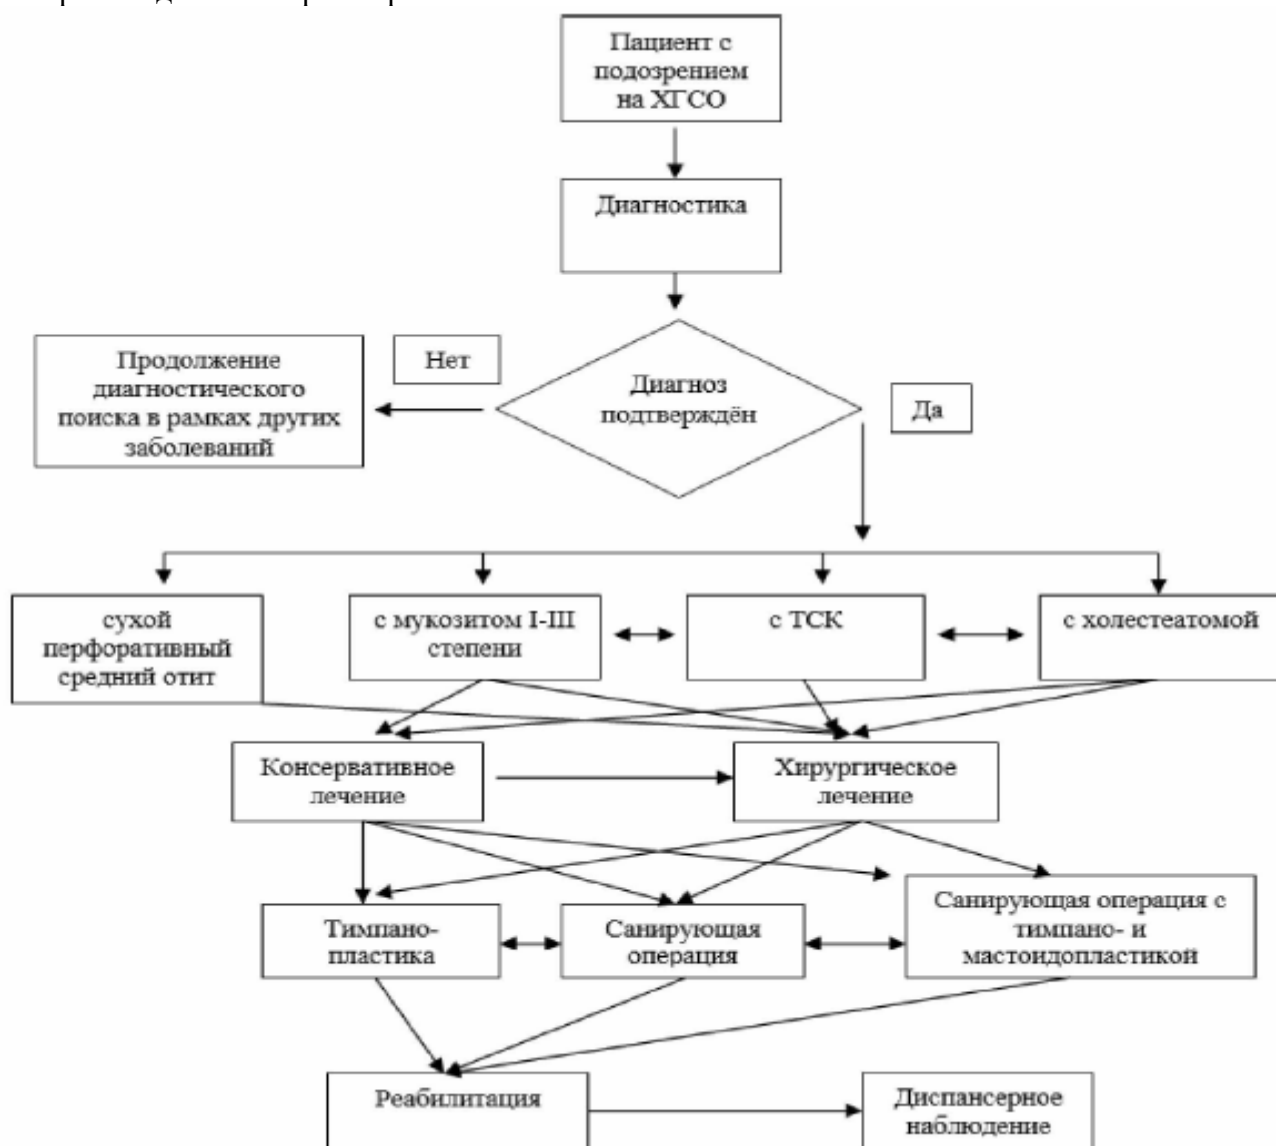 Пациент с
подозрением
на ХГСО
Диагностика
Продолжение
диагностического
поиска в рамках других
заболеваний
Нет
Диагноз
подтверждён
Да
сухой
перфоративный
средний отит
с мукозитом I-III
степени
с ТСК
с холестеатомой
Консервативное
лечение
Хирургическое
лечение
Тимпано-
пластика
Санирующая
операция
Санирующая операция с
тимпано- и
мастоидопластикой
Реабилитация
Диспансерное
наблюдение